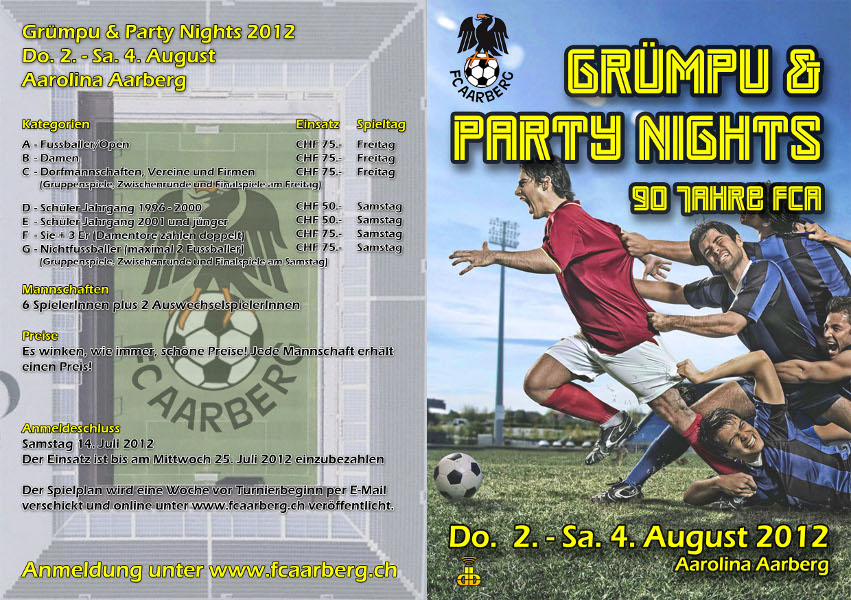 Grümpu & Party Nights 2012
Do. 2. - Sa. 4. August
Aarolina Aarberg
Kategorien Einsatz Spieltag
A - Fussballer/Open CHF 75.- Freitag
B - Damen CHF 75.- Freitag
C - Dorfmannschaften, Vereine und Firmen CHF 75.- Freitag
(Gruppenspiele, Zwischenrunde und Finalspiele am Freitag)
D - Schüler Jahrgang 1996 - 2000 CHF 50.- Samstag
E - Schüler Jahrgang 2001 und jünger CHF 50.- Samstag
F - Sie + 3 Er (Damentore zählen doppelt) CHF 75.- Samstag
G - Nichtfussballer (maximal 2 Fussballer) CHF 75.- Samstag
(Gruppenspiele, Zwischenrunde und Finalspiele am Samstag)
Mannschaften
6 SpielerInnen plus 2 AuswechselspielerInnen
Preise
Es winken, wie immer, schöne Preise! Jede Mannschaft erhält
einen Preis!
FC AARBERG
Anmeldeschluss
Samstag 14. Juli 2012
Der Einsatz ist bis am Mittwoch 25. Juli 2012 einzubezahlen
Der Spielplan wird eine Woche vor Turnierbeginn per E-Mail
verschickt und online unter www.fcaarberg.ch veröffentlicht.
Anmeldung unter www.fcaarberg.ch
FC AARBERG
GRÜMPU &
PARTY NIGHTS
90 JAHRE FCA
Do. 2. - Sa. 4. August 2012
Aarolina Aarberg